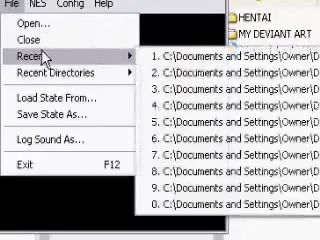 File NES Config Help
Open...
Close
Recent
Recent Directories
Load State From...
Save State As...
Log Sound As...
Exit F12
1. C:\Documents and Settings\Owner\D
2. C:\Documents and Settings\Owner\D
3. C:\Documents and Settings\Owner\D
4. C:\Documents and Settings\Owner\D
5. C:\Documents and Settings\Owner\D
6. C:\Documents and Settings\Owner\D
7. C:\Documents and Settings\Owner\D
8. C:\Documents and Settings\Owner\D
9. C:\Documents and Settings\Owner\D
0. C:\Documents and Settings\Owner\D
HENTAI
MY DEVIANT ART